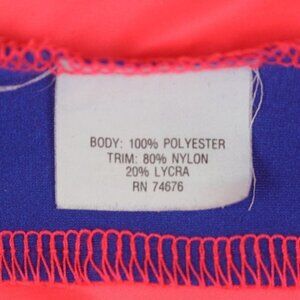 BODY: 100% POLYESTER
TRIM: 80% NYLON
20% LYCRA
RN 74676